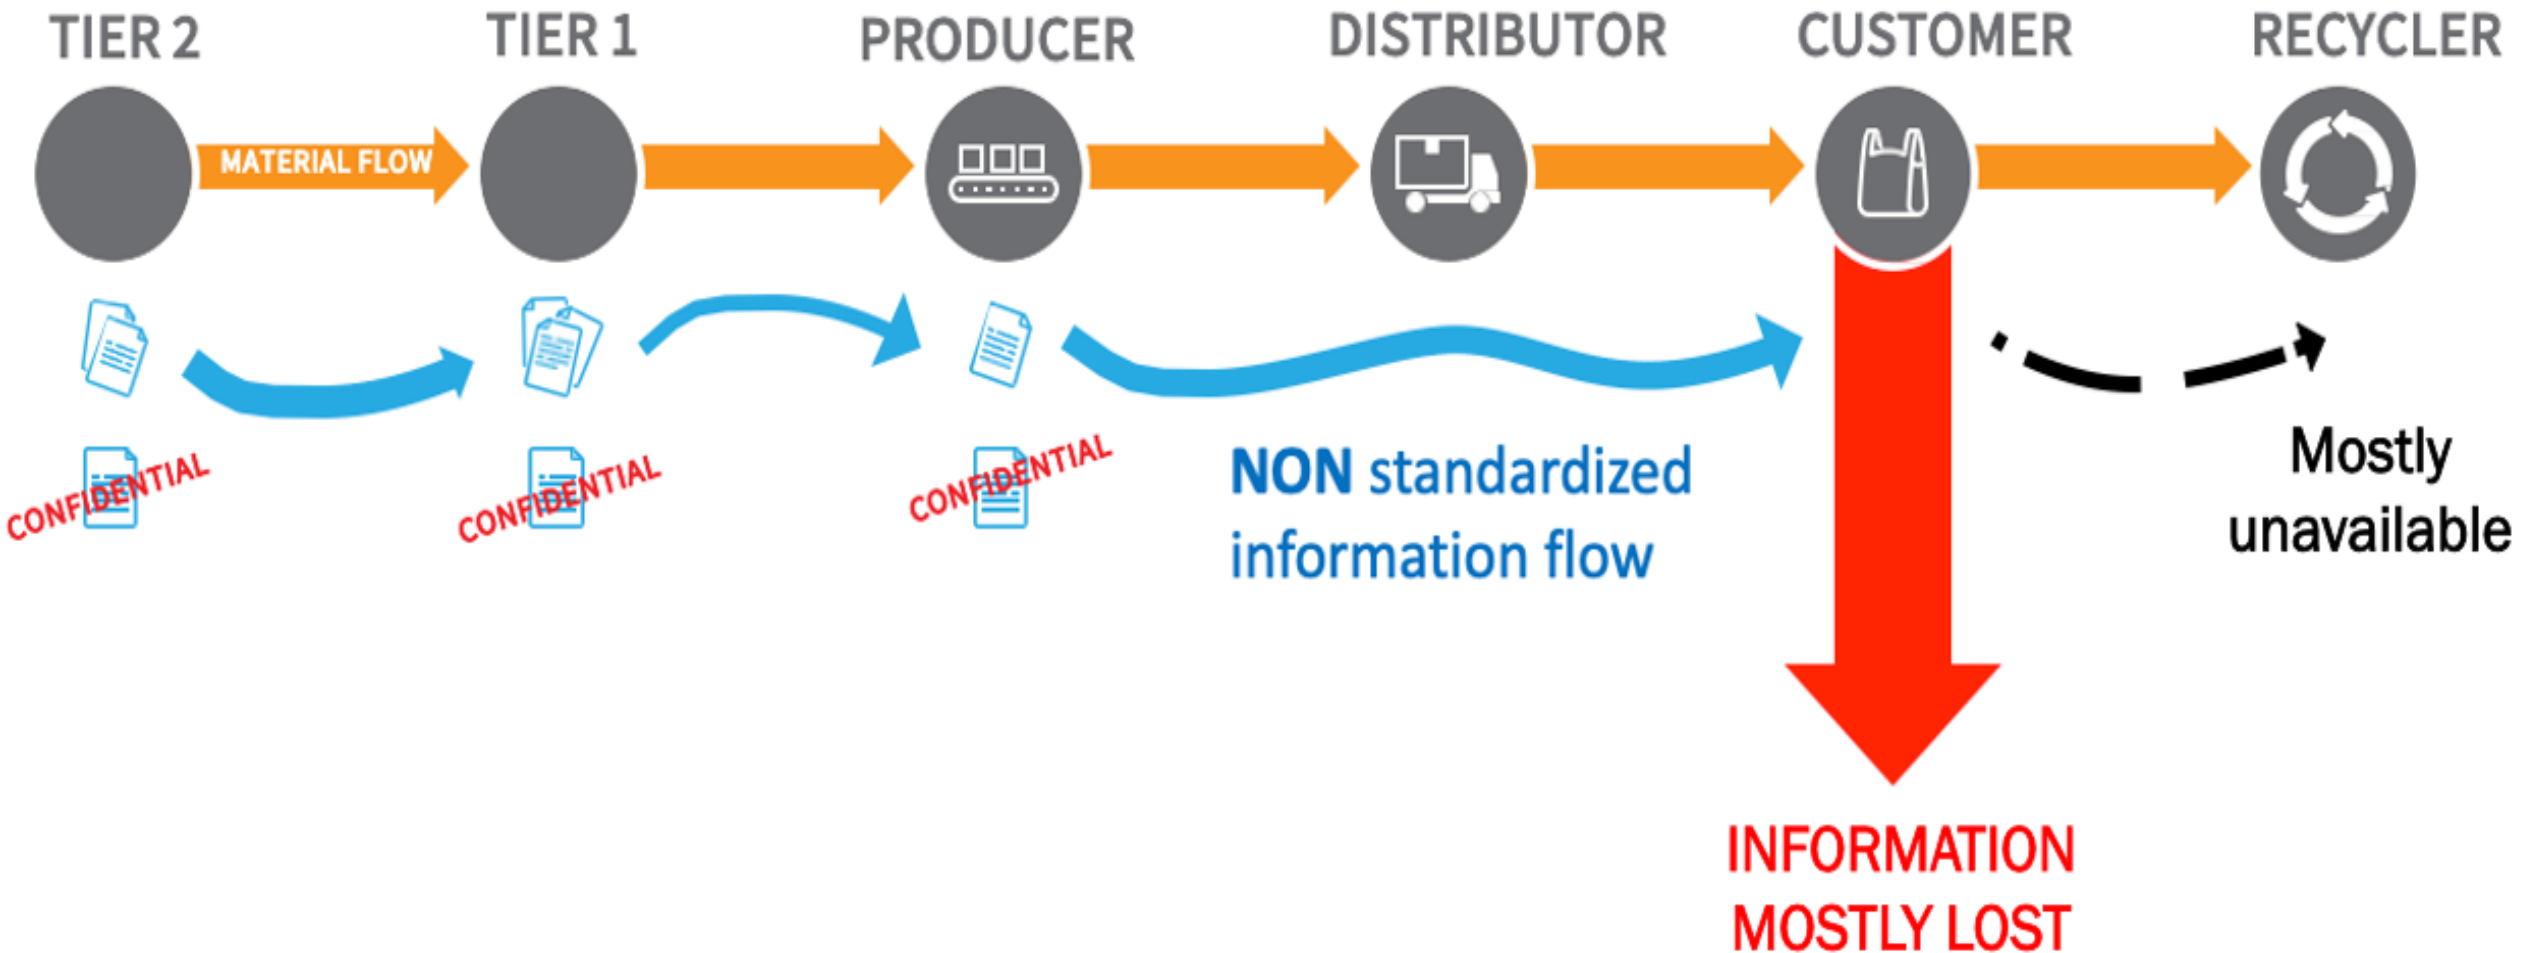 TIER 2
TIER 1
PRODUCER
DISTRIBUTOR
CUSTOMER
RECYCLER
MATERIAL FLOW
CONFIDENTIAL
CONFIDENTIAL
CONFIDENTIAL
NON standardized
information flow
Mostly
unavailable
INFORMATION
MOSTLY LOST